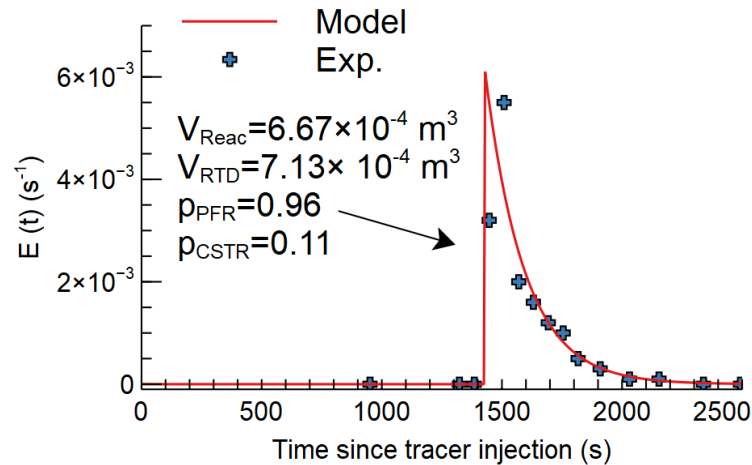 Model
Exp.
6×10⁻³
V_Reac=6.67×10⁻⁴ m³
V_RTD=7.13× 10⁻⁴ m³
4×10⁻³
p_PFR=0.96
p_CSTR=0.11
2×10⁻³
0
E (t) (s⁻¹)
0 500 1000 1500 2000 2500
Time since tracer injection (s)